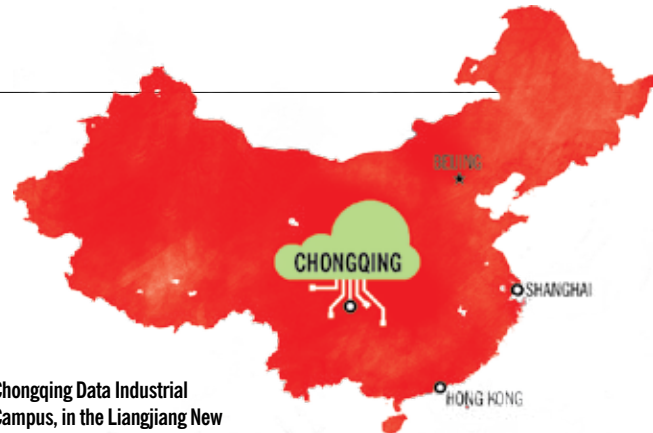 BEIJING
CHONGQING
SHANGHAI
HONG KONG
Chongqing Data Industrial
Campus, in the Liangjiang New